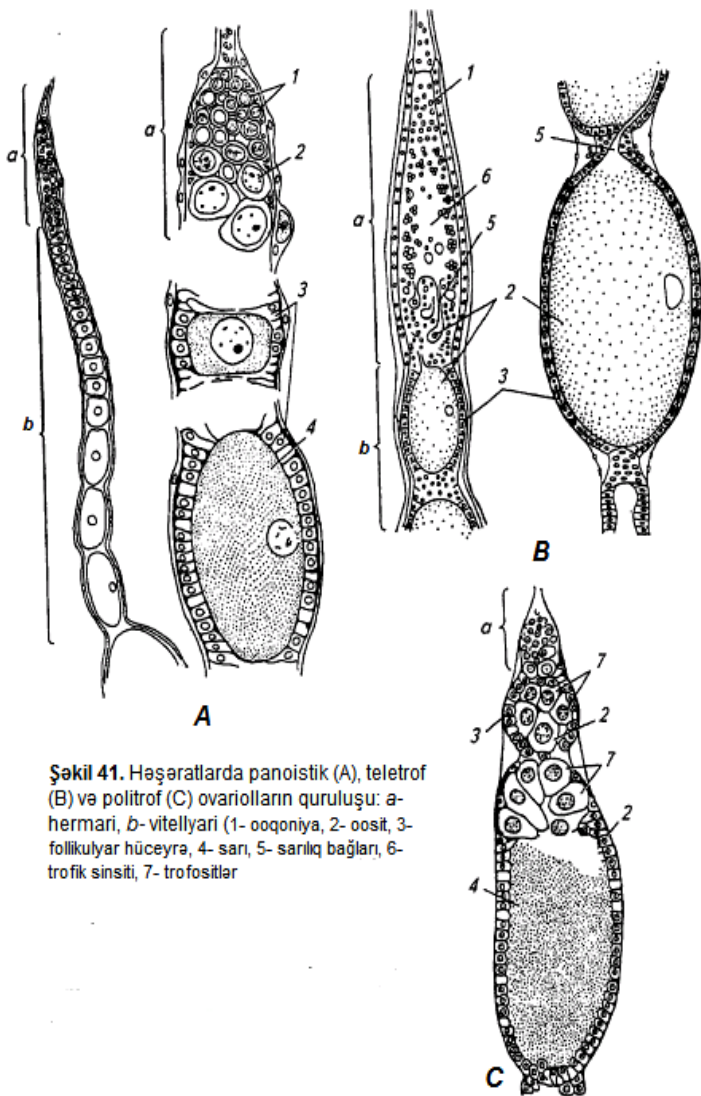 1
a
2
a
3
b
4
A
1
5
6
a
5
2
3
b
B
a
7
3
2
7
2
4
C
Şəkil 41. Həşəratlarda panoistik (A), teletrof
(B) və politrof (C) ovariolların quruluşu: a-
hermari, b- vitellyari (1- ooqoniya, 2- oosit, 3-
follikulyar hüceyrə, 4- sarı, 5- sarılıq bağları, 6-
trofik sinsiti, 7- trofositlər